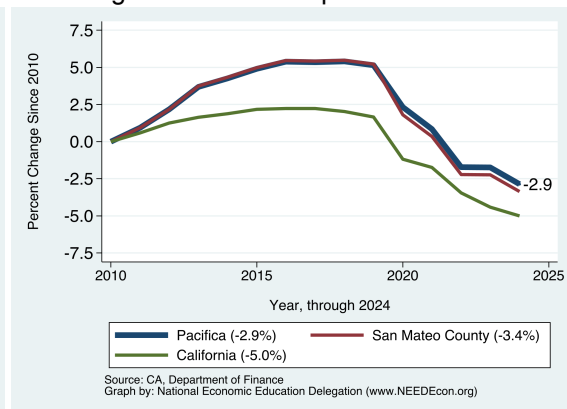 7.5
5.0
2.5
0.0
-2.5
-5.0
-7.5
Percent Change Since 2010
-2.9
2010 2015 2020 2025
Year, through 2024
Pacifica (-2.9%) San Mateo County (-3.4%)
California (-5.0%)
Source: CA, Department of Finance
Graph by: National Economic Education Delegation (www.NEEDEcon.org)